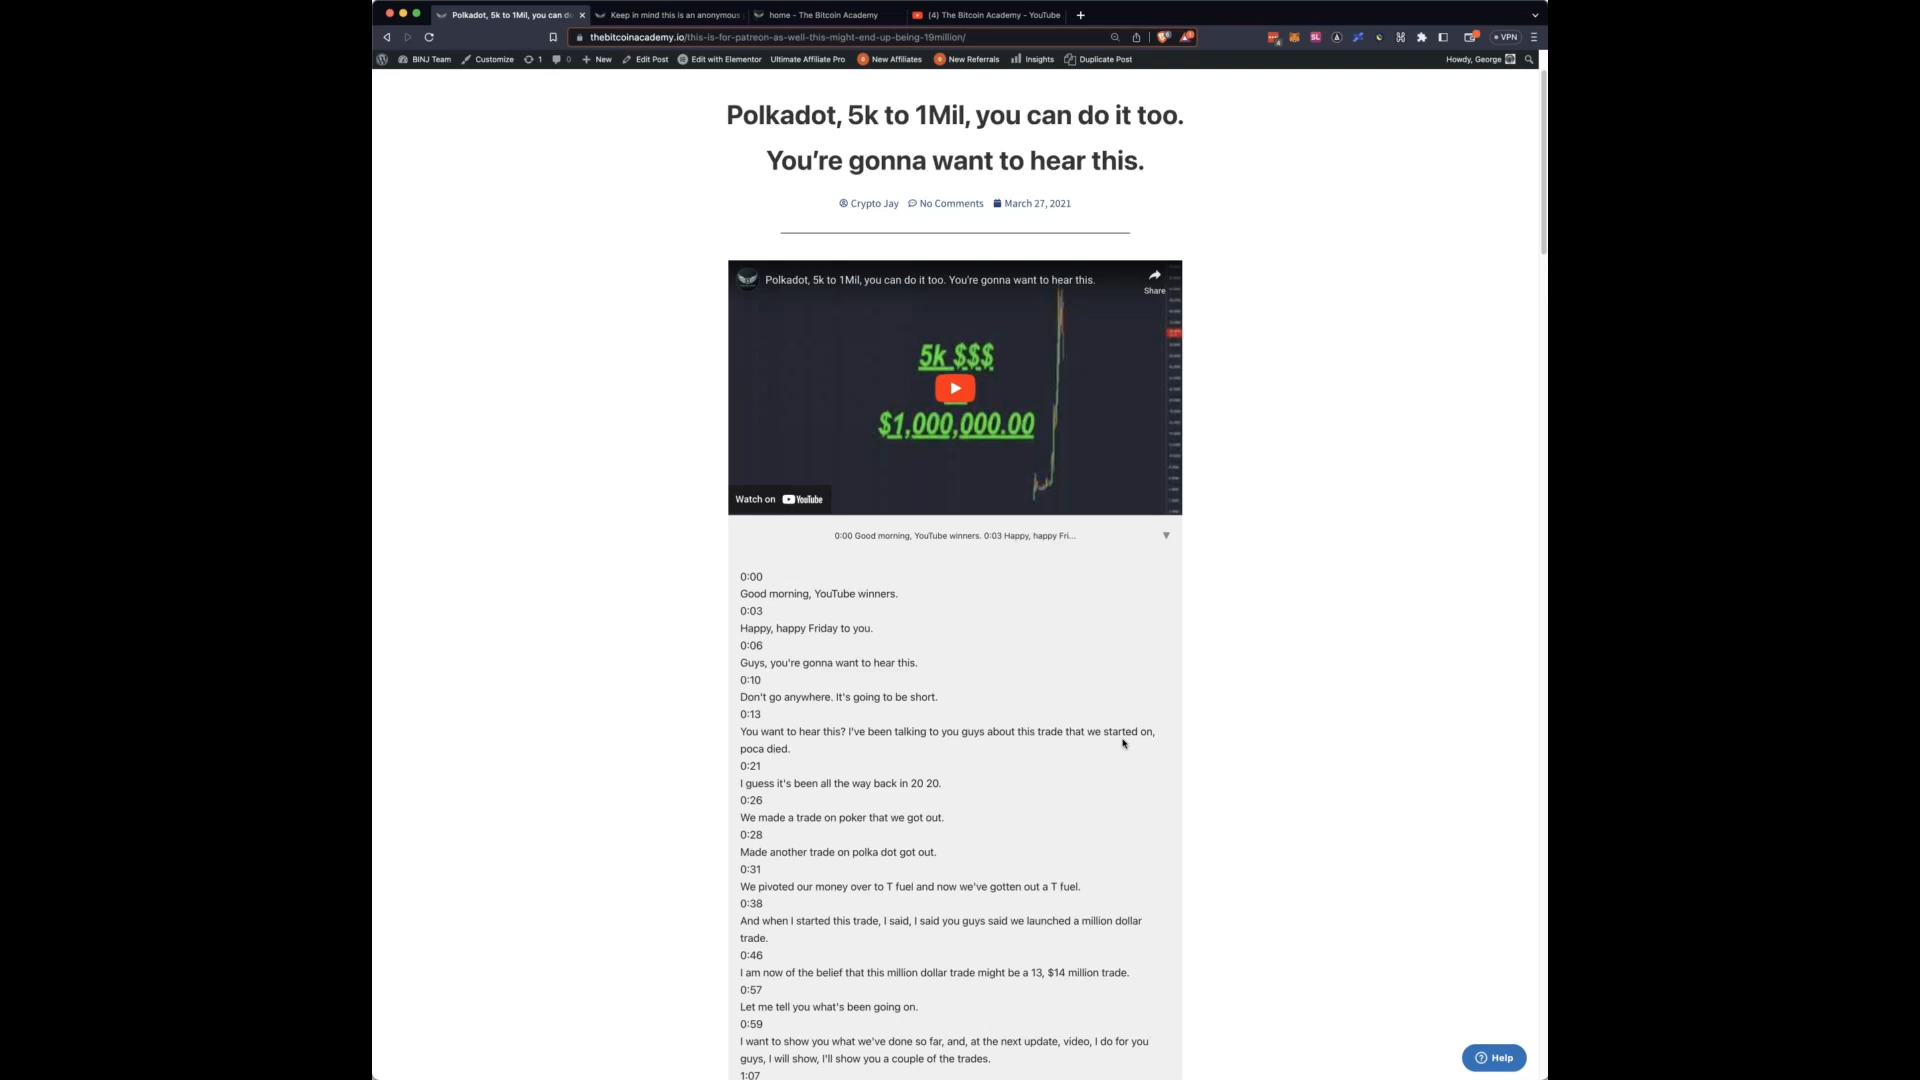 Polkadot, 5k to 1Mil, you can do
Keep in mind this is an anonymous
home – The Bitcoin Academy
(4) The Bitcoin Academy - YouTube
thebitcoinacademy.io/this-is-for-patreon-as-well-this-might-end-up-being-19million/
VPN
BINJ Team Customize 1 0 New Edit Post Edit with Elementor Ultimate Affiliate Pro 0 New Affiliates 0 New Referrals Insights Duplicate Post Howdy, George
Polkadot, 5k to 1Mil, you can do it too.
You're gonna want to hear this.
Crypto Jay No Comments March 27, 2021
Polkadot, 5k to 1Mil, you can do it too. You're gonna want to hear this.
Share
5k $$$
$1,000,000.00
Watch on YouTube
0:00 Good morning, YouTube winners. 0:03 Happy, happy Fri...
0:00
Good morning, YouTube winners.
0:03
Happy, happy Friday to you.
0:06
Guys, you're gonna want to hear this.
0:10
Don't go anywhere. It's going to be short.
0:13
You want to hear this? I've been talking to you guys about this trade that we started on,
poca died.
0:21
I guess it's been all the way back in 20 20.
0:26
We made a trade on poker that we got out.
0:28
Made another trade on polka dot got out.
0:31
We pivoted our money over to T fuel and now we've gotten out a T fuel.
0:38
And when I started this trade, I said, I said you guys said we launched a million dollar
trade.
0:46
I am now of the belief that this million dollar trade might be a 13, $14 million trade.
0:57
Let me tell you what's been going on.
0:59
I want to show you what we've done so far, and, at the next update, video, I do for you
guys, I will show, I'll show you a couple of the trades.
1:07
Help